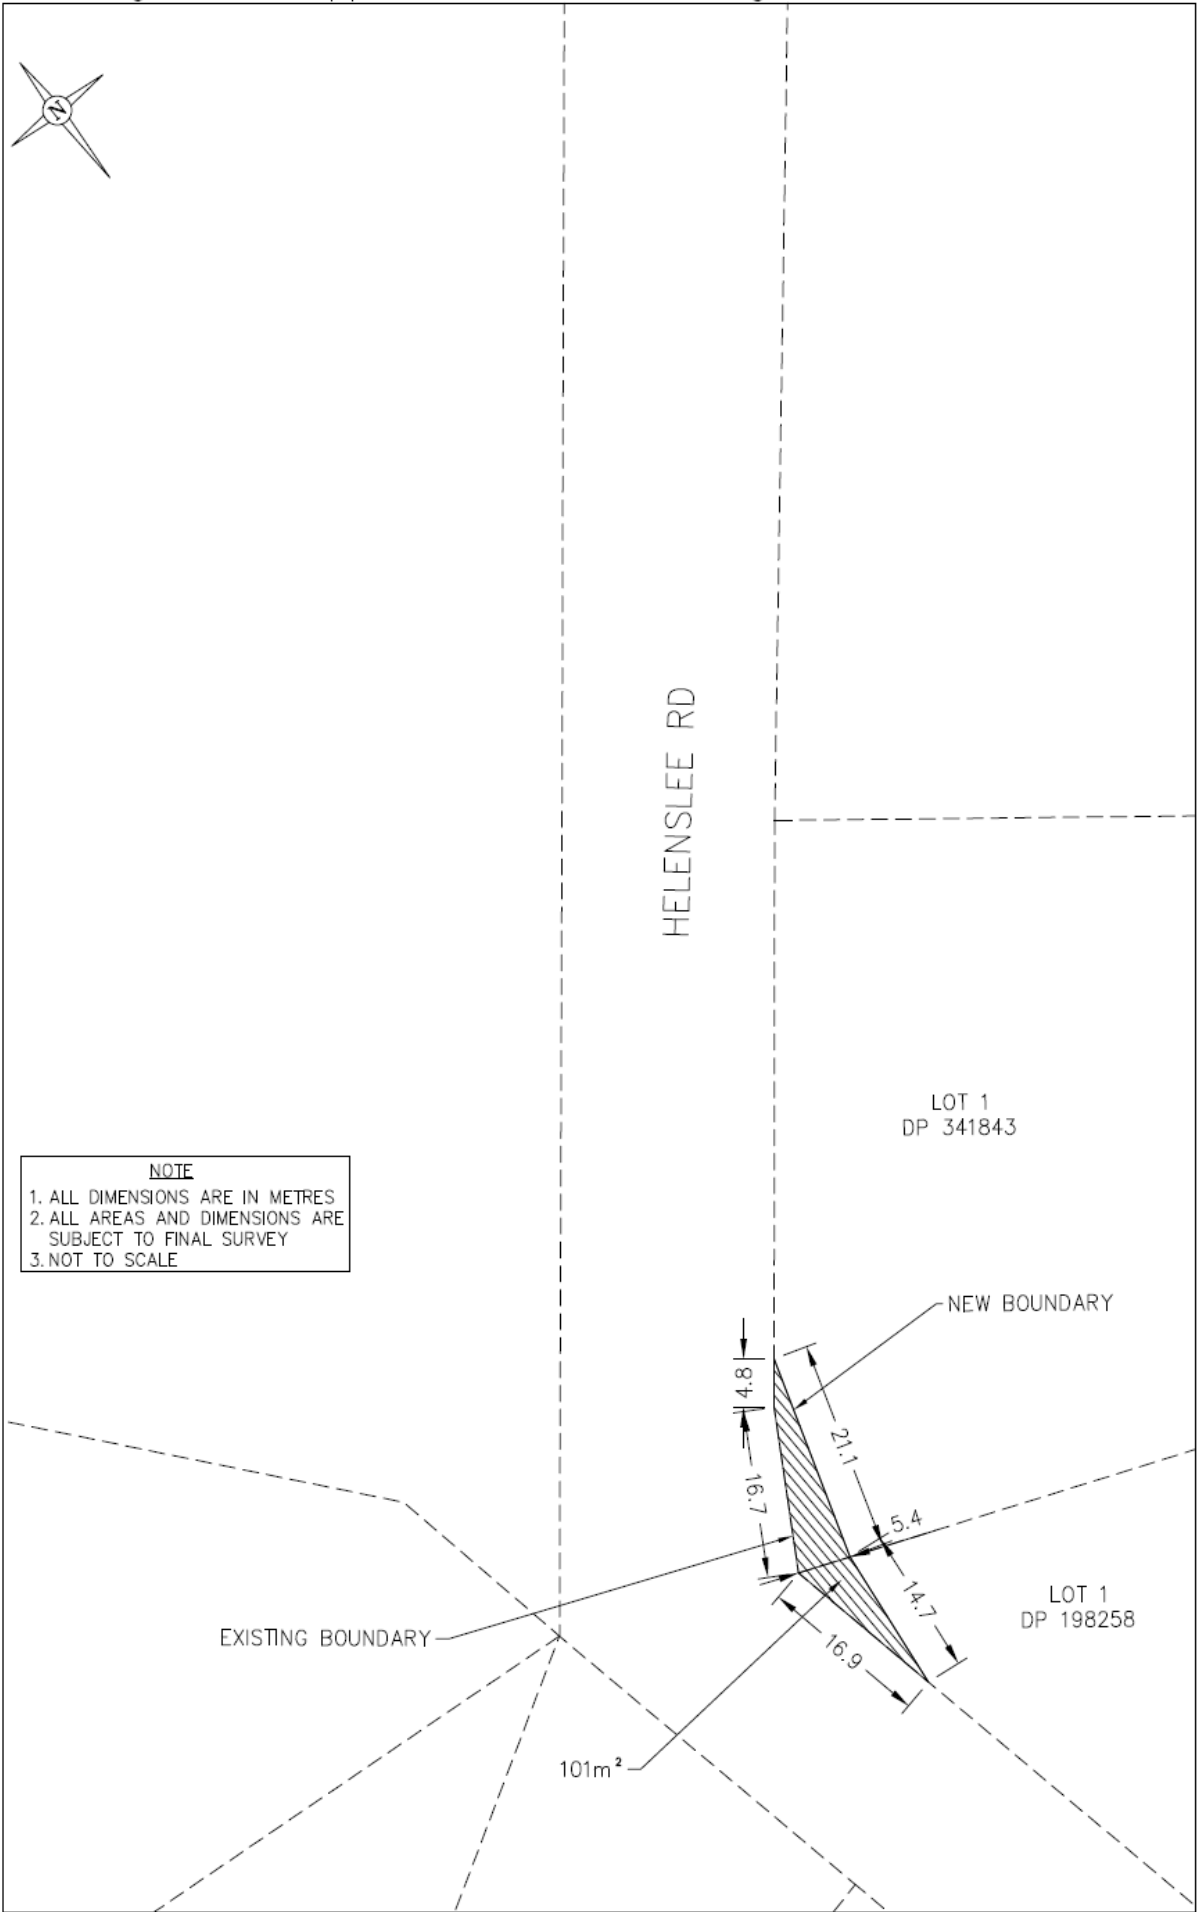 N
HELENSLEE RD
LOT 1
DP 341843
NOTE
1. ALL DIMENSIONS ARE IN METRES
2. ALL AREAS AND DIMENSIONS ARE
SUBJECT TO FINAL SURVEY
3. NOT TO SCALE
NEW BOUNDARY
4.8
21.1
16.7
5.4
14.7
LOT 1
DP 198258
EXISTING BOUNDARY
16.9
101m²